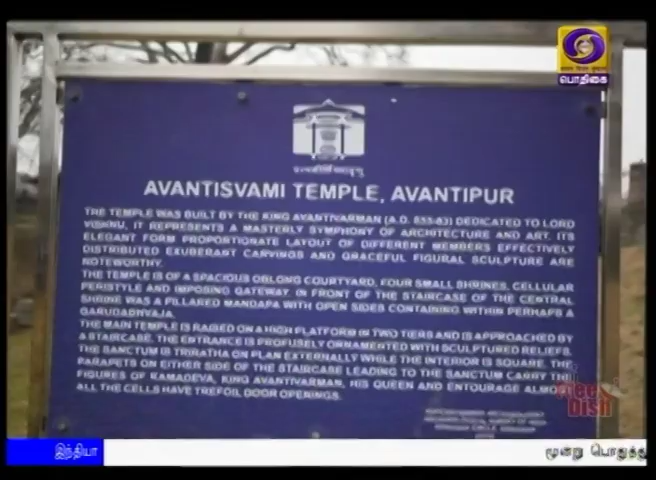 பொதிகை
AVANTISVAMI TEMPLE, AVANTIPUR
THE TEMPLE WAS BUILT BY THE KING AVANTIVARMAN (A.D. 855-83) DEDICATED TO LORD
VISHNU, IT REPRESENTS A MASTERLY SYMPHONY OF ARCHITECTURE AND ART. ITS
ELEGANT FORM PROPORTIONATE LAYOUT OF DIFFERENT MEMBERS EFFECTIVELY
DISTRIBUTED EXUBERANT CARVINGS AND GRACEFUL FIGURAL SCULPTURE ARE
NOTEWORTHY.
THE TEMPLE IS OF A SPACIOUS OBLONG COURTYARD, FOUR SMALL SHRINES, CELLULAR
PERISTYLE AND IMPOSING GATEWAY. IN FRONT OF THE STAIRCASE OF THE CENTRAL
SHRINE WAS A PILLARED MANDAPA WITH OPEN SIDES CONTAINING WITHIN PERHAPS A
GARUDADHVAJA.
THE MAIN TEMPLE IS RAISED ON A HIGH PLATFORM IN TWO TIERS AND IS APPROACHED BY
A STAIRCASE. THE ENTRANCE IS PROFUSELY ORNAMENTED WITH SCULPTURED RELIEFS.
THE SANCTUM IS TRIRATHA ON PLAN EXTERNALLY WHILE THE INTERIOR IS SQUARE. THE
PARAPETS ON EITHER SIDE OF THE STAIRCASE LEADING TO THE SANCTUM CARRY THE
FIGURES OF KAMADEVA, KING AVANTIVARMAN, HIS QUEEN AND ENTOURAGE ALMOST
ALL THE CELLS HAVE TREFOIL DOOR OPENINGS.
Dish
இந்தியா
மூன்று பொதுத்து